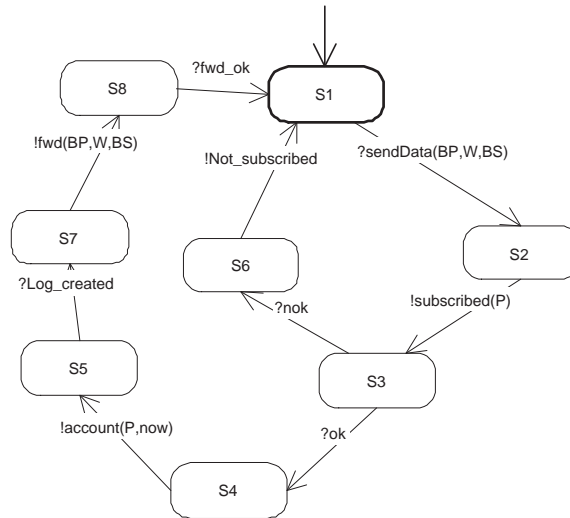 ?fwd_ok
S8
S1
!fwd(BP,W,BS)
!Not_subscribed
?sendData(BP,W,BS)
S7
S6
S2
?Log_created
?nok
!subscribed(P)
S5
S3
!account(P,now)
?ok
S4